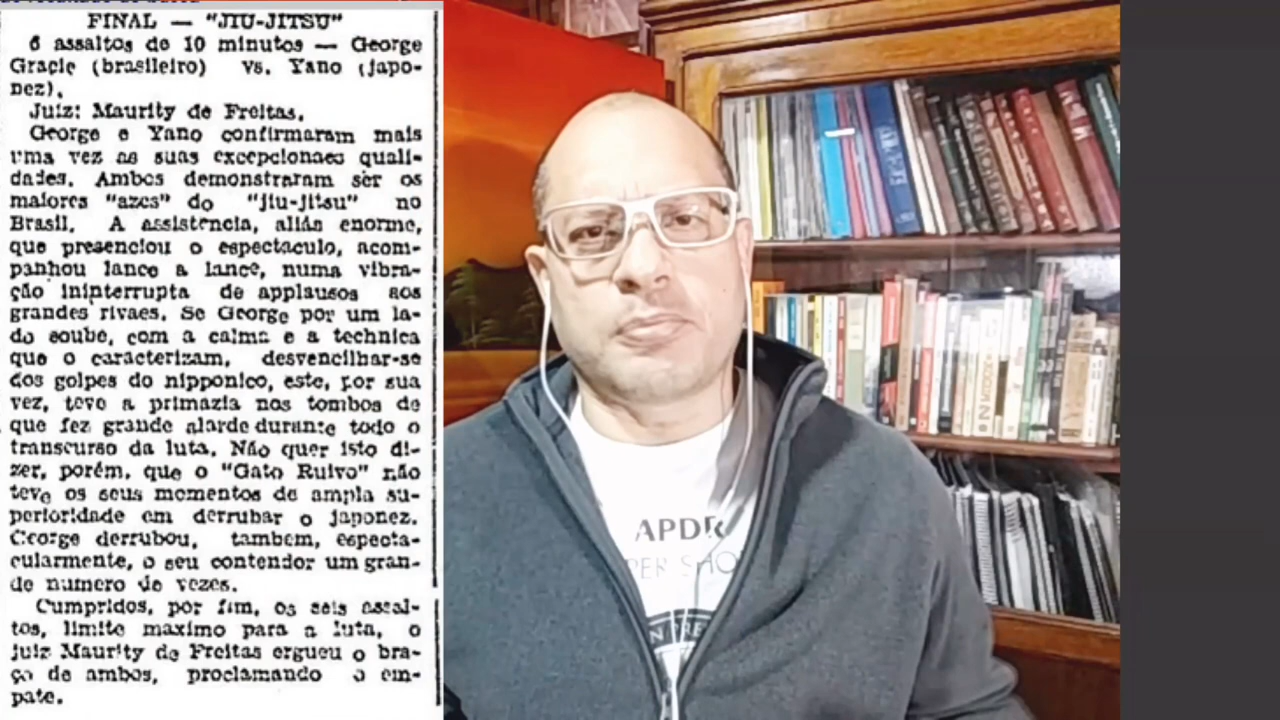 FINAL — "JIU-JITSU"
6 assaltos de 10 minutos — George
Gracie (brasileiro) vs. Yano (japo-
nez).
Juiz: Maurity de Freitas.
George e Yano confirmaram mais
uma vez as suas excepcionaes quali-
dades. Ambos demonstraram ser os
maiores "azes" do "jiu-jitsu" no
Brasil. A assistencia, aliás enorme,
que presenciou o espectaculo, acom-
panhou lance a lance, numa vibra-
ção ininterrupta de applausos aos
grandes rivaes. Se George por um la-
do soube, com a calma e a technica
que o caracterizam, desvencilhar-se
dos golpes do nipponico, este, por sua
vez, teve a primazia nos tombos de
que fez grande alarde durante todo o
transcurso da luta. Não quer isto di-
zer, porém, que o "Gato Ruivo" não
teve os seus momentos de ampla su-
perioridade em derrubar o japonez.
George derrubou, tambem, especta-
cularmente, o seu contendor um gran-
de numero de vezes.
Cumpridos, por fim, os seis assal-
tos, limite maximo para a luta, o
juiz Maurity de Freitas ergueu o bra-
ço de ambos, proclamando o em-
pate.
APDR
PER SHO